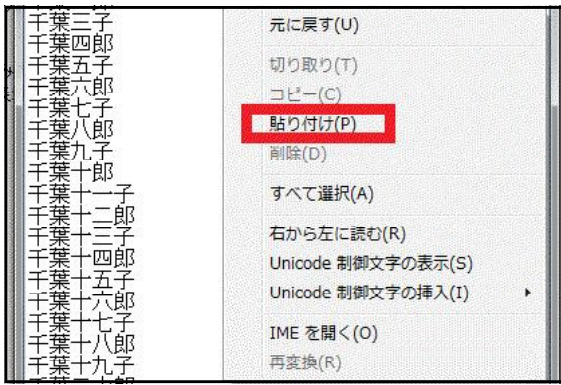 千葉三子
千葉四郎
千葉五子
千葉六郎
千葉七子
千葉八郎
千葉九子
千葉十郎
千葉十一子
千葉十二郎
千葉十三子
千葉十四郎
千葉十五子
千葉十六郎
千葉十七子
千葉十八郎
千葉十九子
元に戻す(U)
切り取り(T)
コピー(C)
貼り付け(P)
削除(D)
すべて選択(A)
右から左に読む(R)
Unicode 制御文字の表示(S)
Unicode 制御文字の挿入(I)
IME を開く(O)
再変換(R)